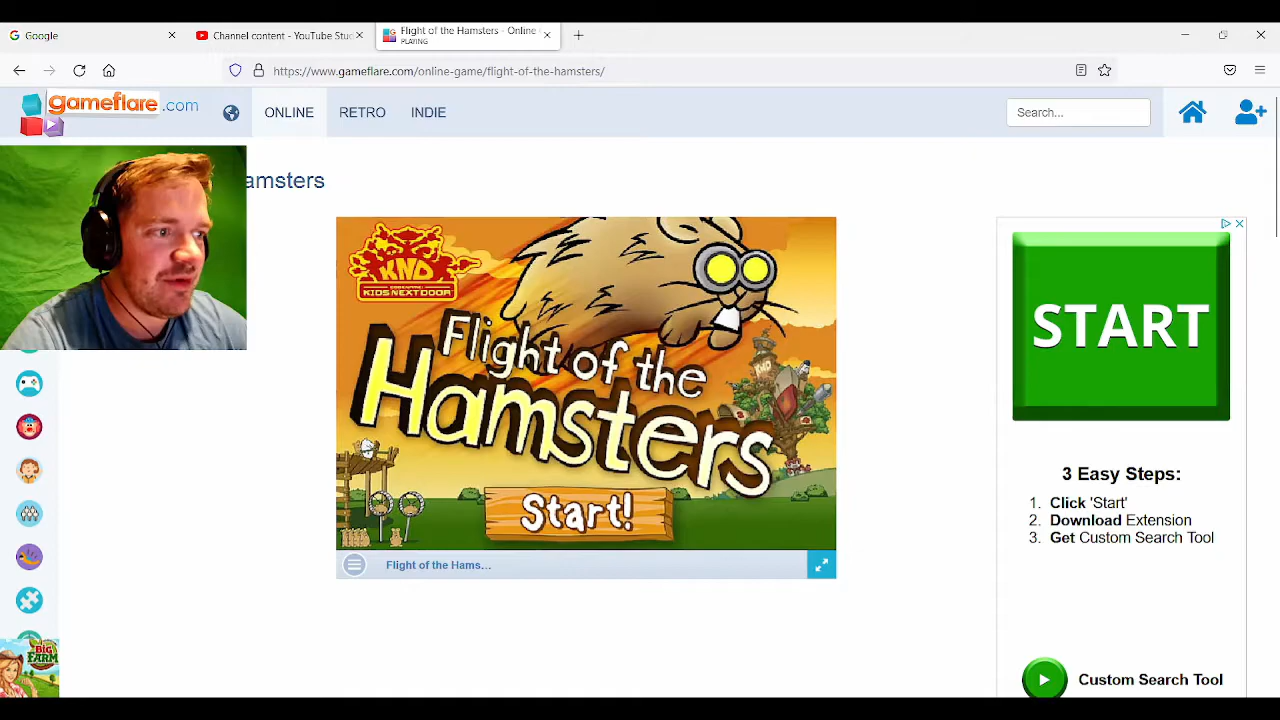 Google
Channel content - YouTube Stu
Flight of the Hamsters - Online
PLAYING
https://www.gameflare.com/online-game/flight-of-the-hamsters/
gameflare.com
ONLINE
RETRO
INDIE
Search...
amsters
KND
KIDS NEXT DOOR
Flight of the
Hamsters
Start!
Flight of the Hams...
START
3 Easy Steps:
1. Click 'Start'
2. Download Extension
3. Get Custom Search Tool
Custom Search Tool
BIG
FARM